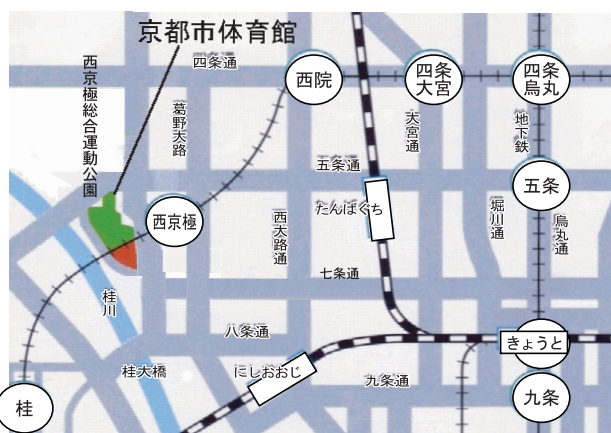 京都市体育館
西京極総合運動公園
四条通
葛野大路
西院
四条
大宮
四条
烏丸
大宮通
地下鉄
五条通
たんばぐち
五条
西京極
西大路通
堀川通
烏丸通
七条通
桂川
八条通
きょうと
桂大橋
にしおおじ
九条通
九条
桂